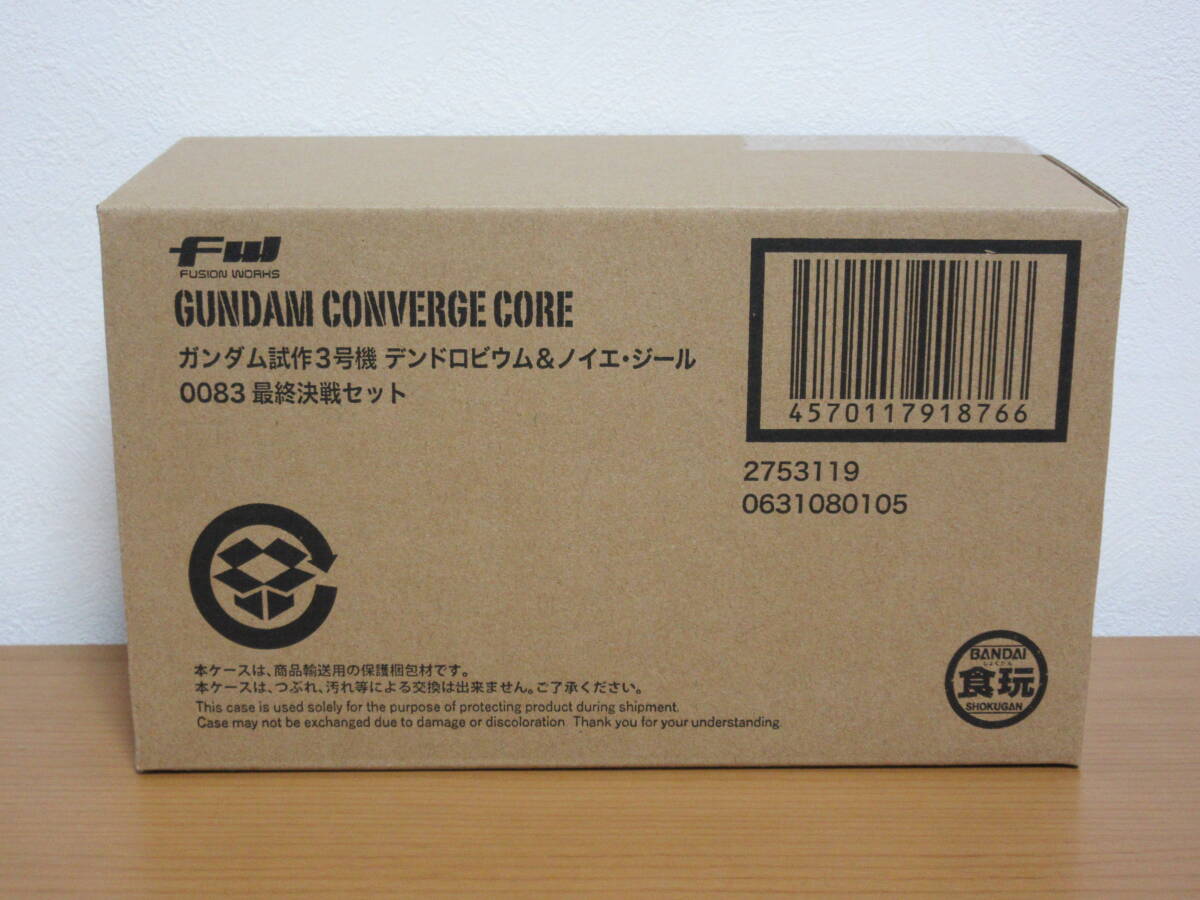 FW
FUSION WORKS
GUNDAM CONVERGE CORE
ガンダム試作3号機 デンドロビウム&ノイエ・ジール
0083 最終決戦セット
4570117918766
2753119
0631080105
本ケースは、商品輸送用の保護梱包材です。
本ケースは、つぶれ、汚れ等による交換は出来ません。ご了承ください。
This case is used solely for the purpose of protecting product during shipment.
Case may not be exchanged due to damage or discoloration. Thank you for your understanding.
BANDAI
しょくがん
食玩
SHOKUGAN